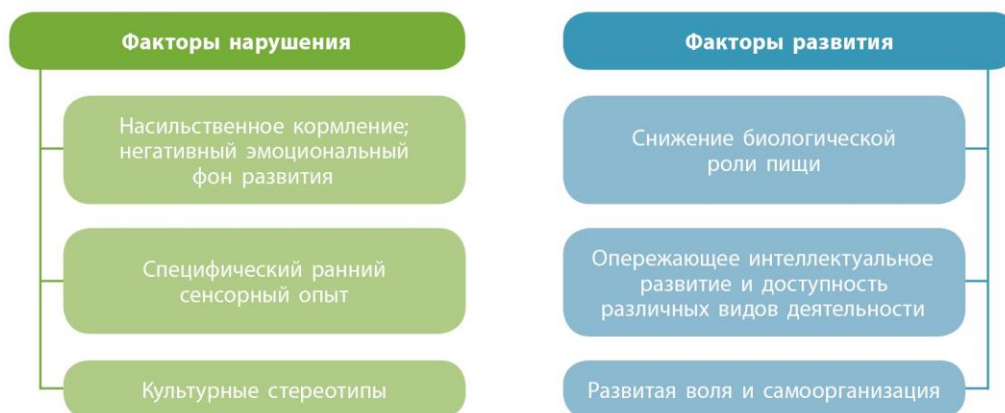 Факторы нарушения
Насильственное кормление;
негативный эмоциональный
фон развития
Специфический ранний
сенсорный опыт
Культурные стереотипы
Факторы развития
Снижение биологической
роли пищи
Опережающее интеллектуальное
развитие и доступность
различных видов деятельности
Развитая воля и самоорганизация